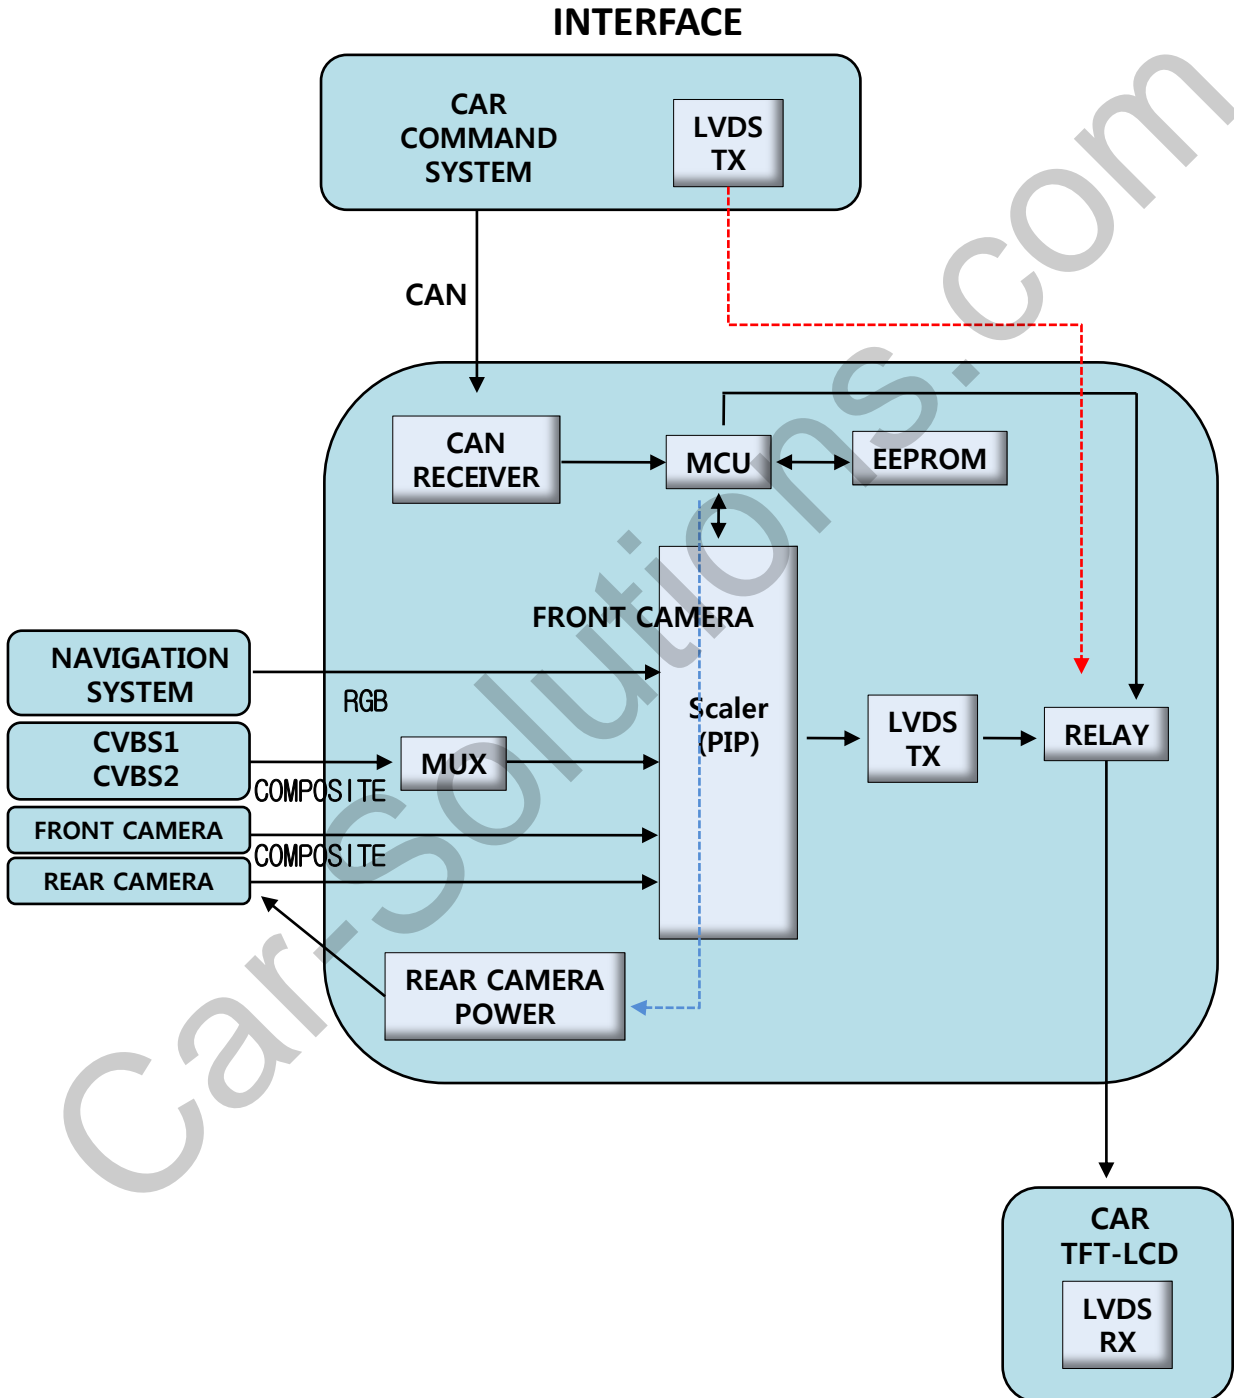 INTERFACE
CAR
COMMAND
SYSTEM
LVDS
TX
CAN
CAN
RECEIVER
MCU
EEPROM
FRONT CAMERA
NAVIGATION
SYSTEM
RGB
Scaler
(PIP)
LVDS
TX
RELAY
CVBS1
CVBS2
MUX
COMPOSITE
FRONT CAMERA
COMPOSITE
REAR CAMERA
REAR CAMERA
POWER
CAR
TFT-LCD
LVDS
RX
Car-Solutions.com